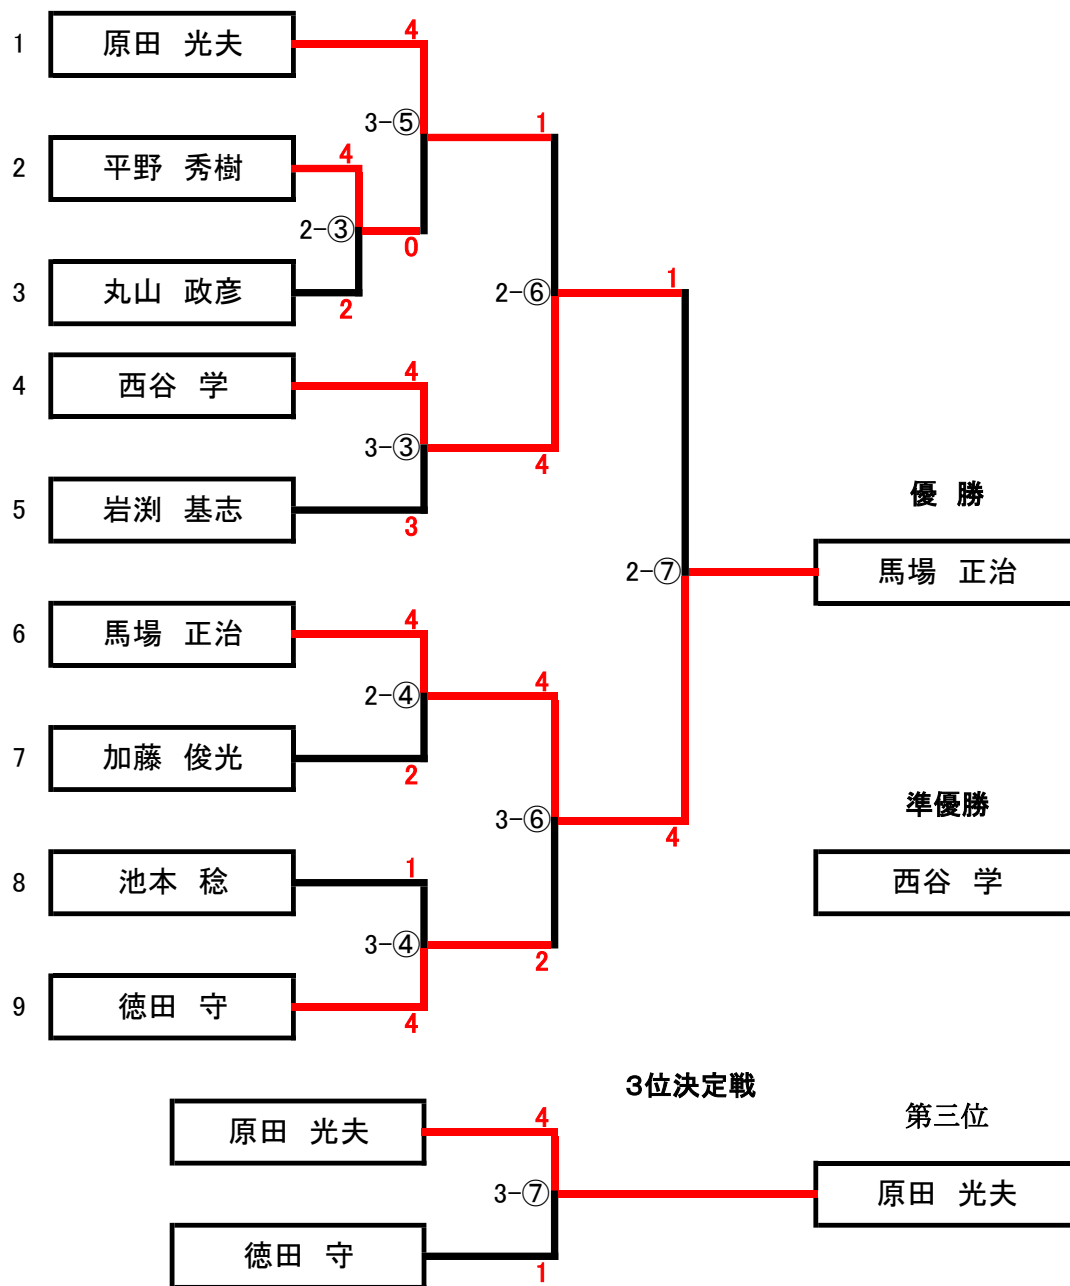 4
1 原田 光夫
3-⑤
1
2 平野 秀樹
4
2-③
0
3 丸山 政彦
2
2-⑥
1
4 西谷 学
4
3-③
4
5 岩渕 基志
3
優 勝
2-⑦
馬場 正治
6 馬場 正治
4
2-④
4
7 加藤 俊光
2
準優勝
3-⑥
4
8 池本 稔
1
西谷 学
3-④
2
9 徳田 守
4
3位決定戦
第三位
原田 光夫
4
3-⑦
原田 光夫
徳田 守
1